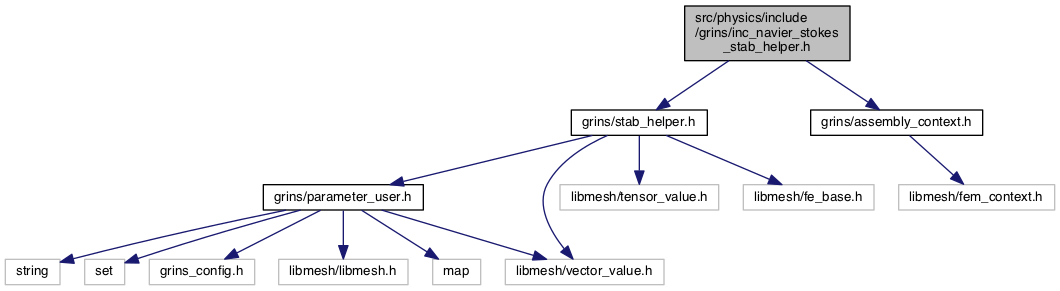 src/physics/include
/grins/inc_navier_stokes
_stab_helper.h
grins/stab_helper.h
grins/assembly_context.h
grins/parameter_user.h
libmesh/tensor_value.h
libmesh/fe_base.h
libmesh/fem_context.h
string
set
grins_config.h
libmesh/libmesh.h
map
libmesh/vector_value.h